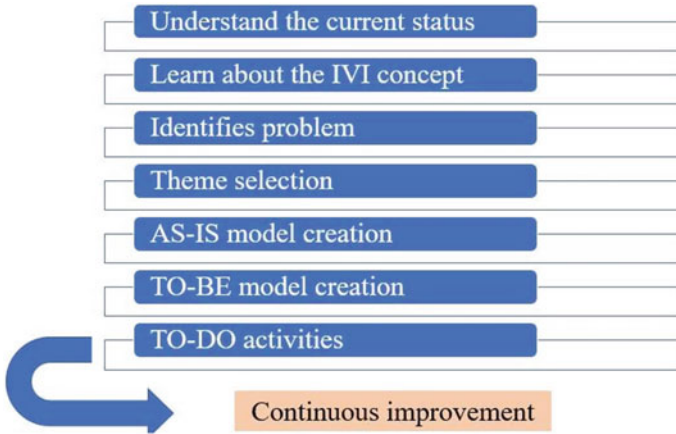 Understand the current status
Learn about the IVI concept
Identifies problem
Theme selection
AS-IS model creation
TO-BE model creation
TO-DO activities
Continuous improvement